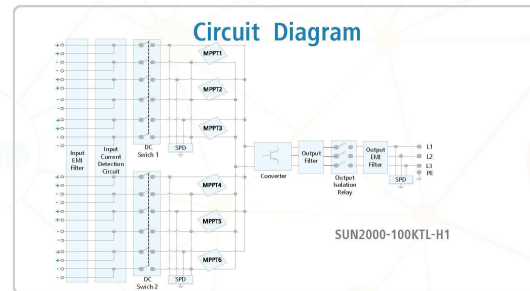 Circuit Diagram
MPPT1
MPPT2
MPPT3
DC
Swich 1
SPD
Input
EMI
Filter
Input
Current
Detection
Circuit
Converter
Output
Filter
Output
Isolation
Relay
Output
EMI
Filter
L1
L2
L3
PE
SPD
MPPT4
MPPT5
MPPT6
DC
Swich 2
SPD
SUN2000-100KTL-H1